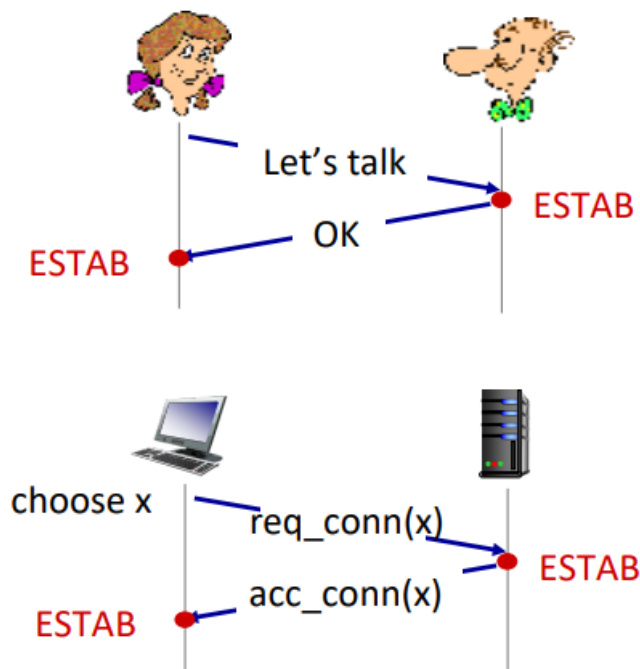 Let's talk
ESTAB
OK
ESTAB
choose x
req_conn(x)
ESTAB
acc_conn(x)
ESTAB